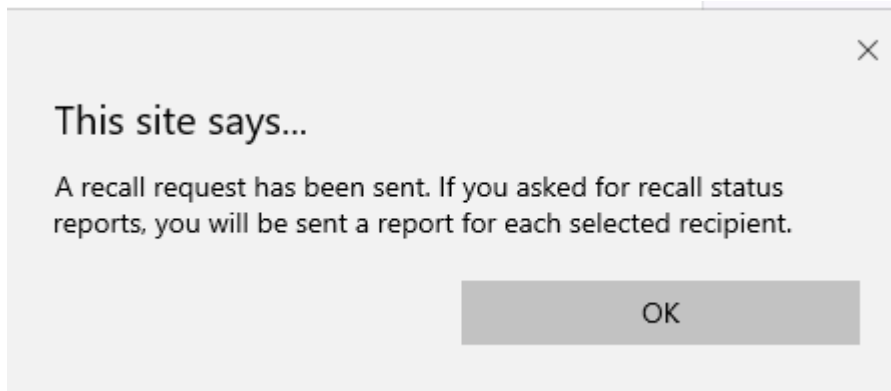 This site says...
A recall request has been sent. If you asked for recall status
reports, you will be sent a report for each selected recipient.
OK